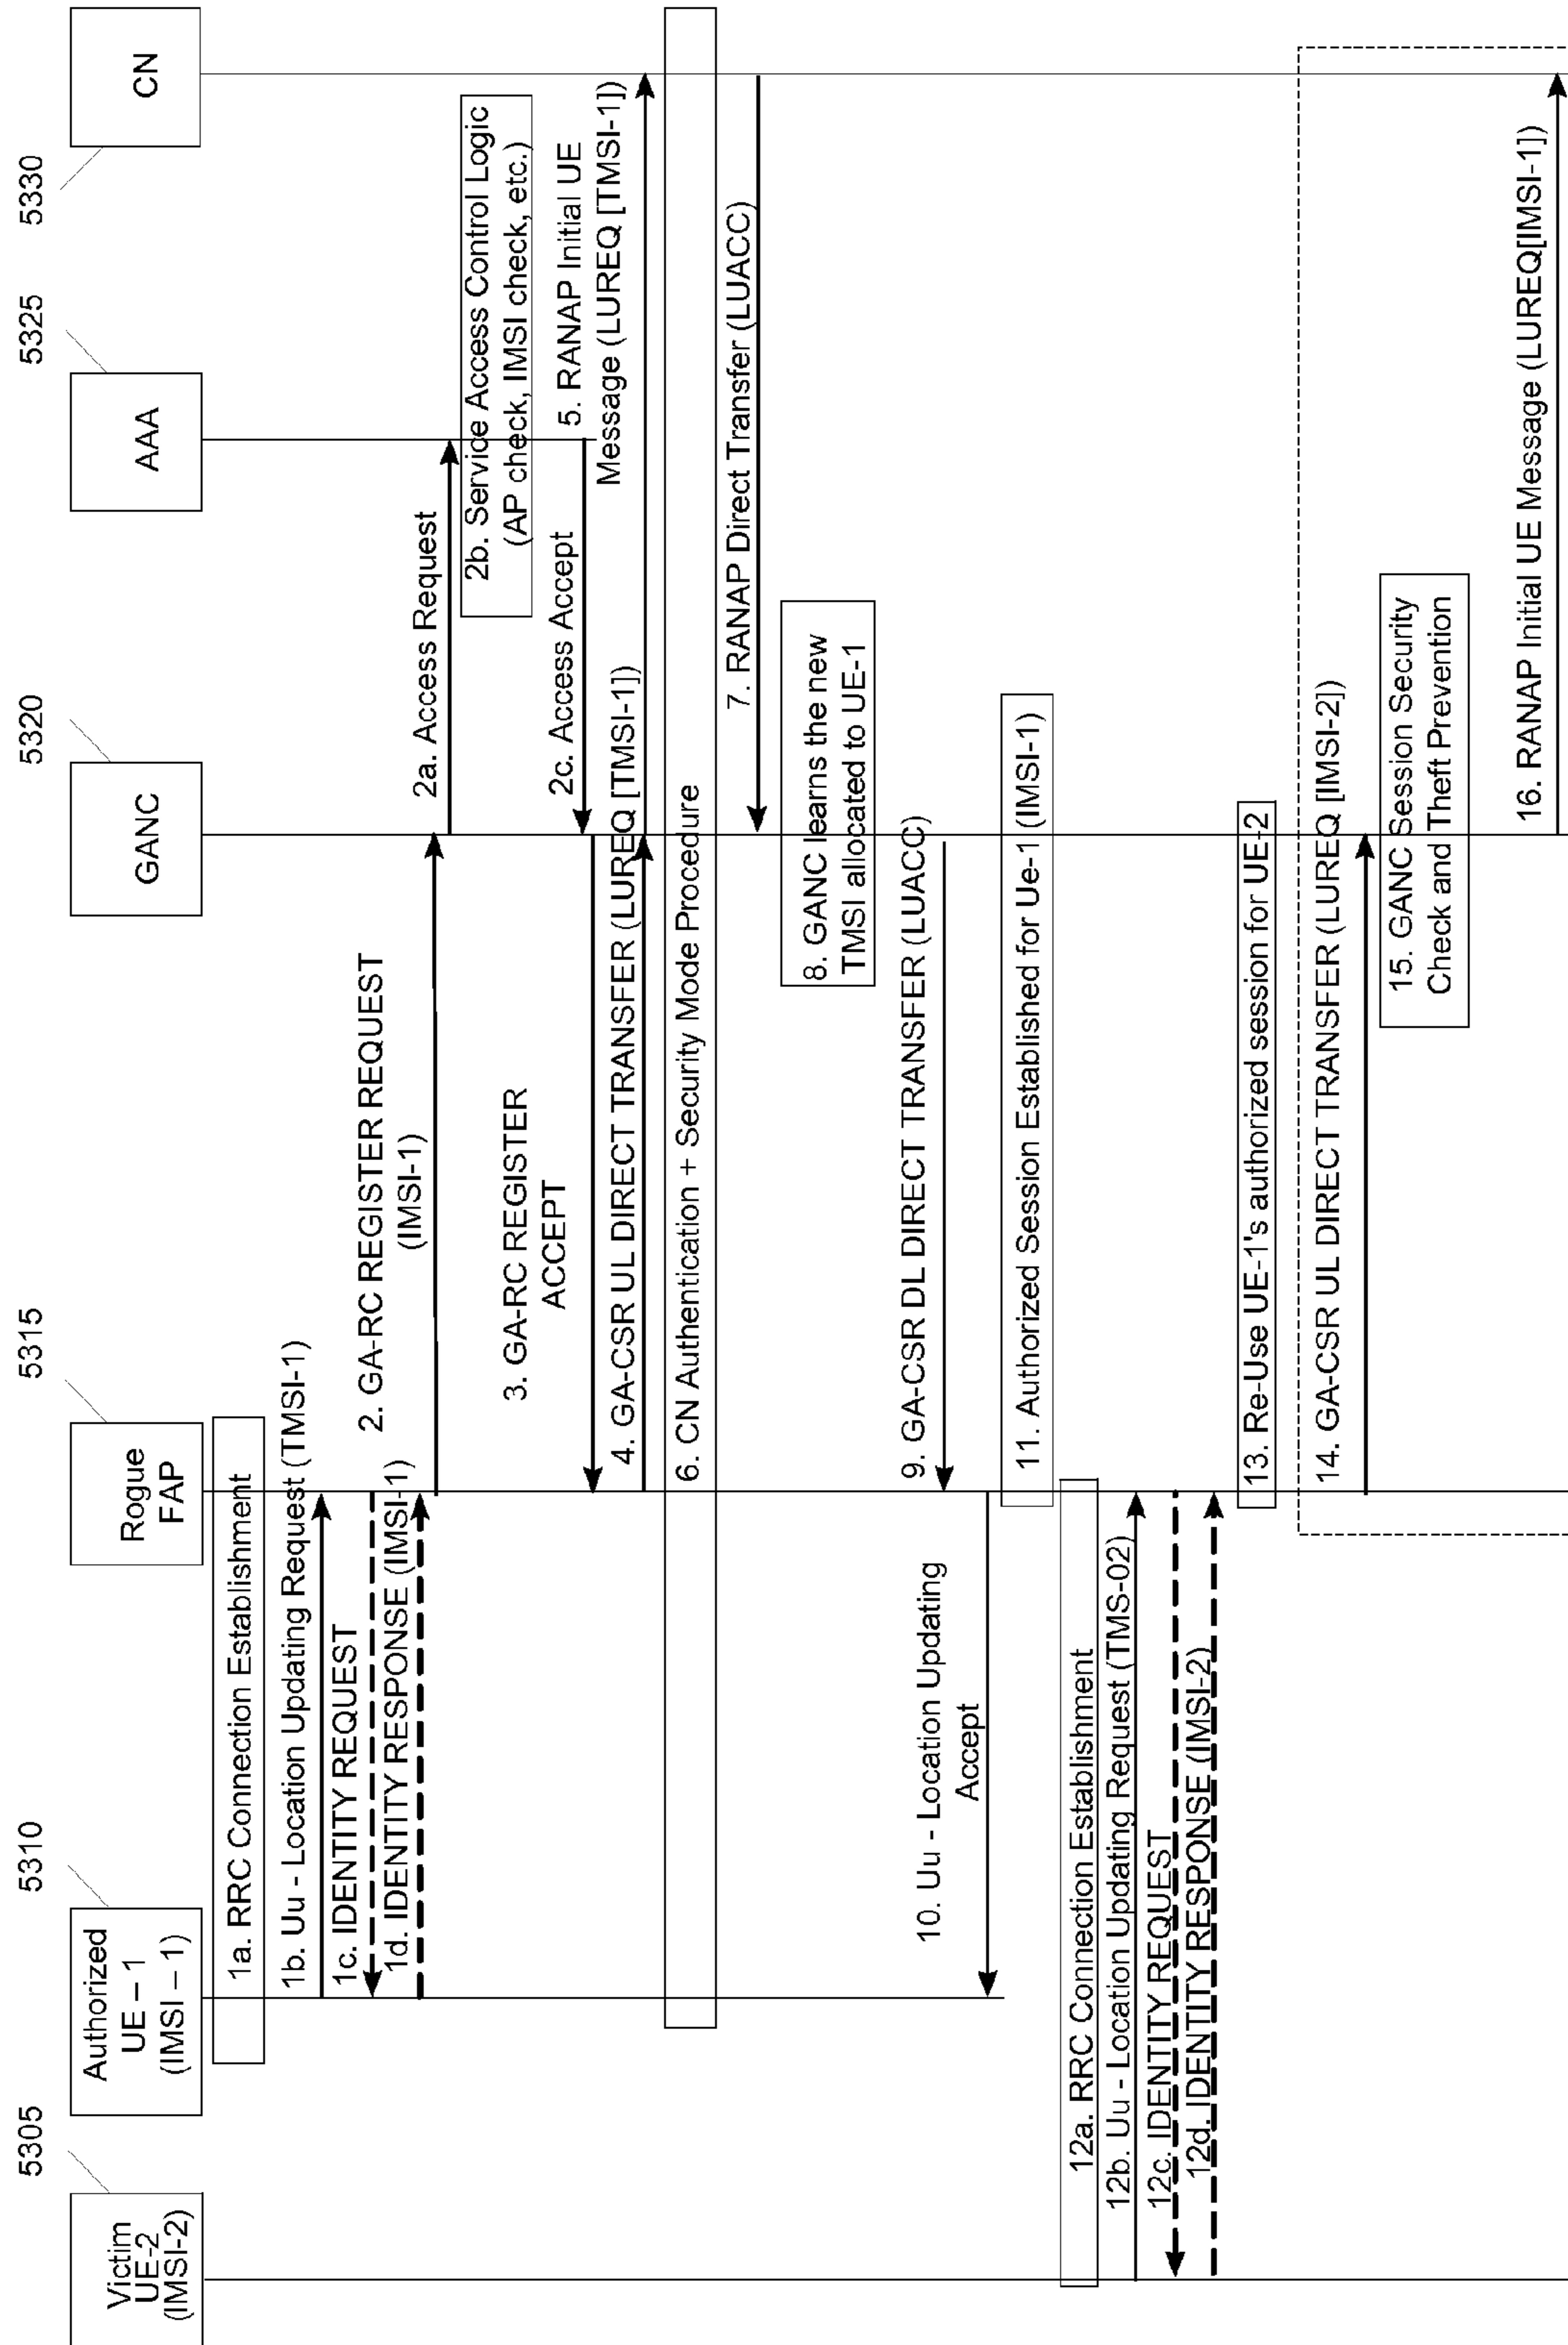 5305
5310
5315
5320
5325
5330
Victim
UE-2
(IMSI-2)
Authorized
UE – 1
(IMSI – 1)
Rogue
FAP
GANC
AAA
CN
1a. RRC Connection Establishment
1b. Uu - Location Updating Request (TMSI-1)
1c. IDENTITY REQUEST
1d. IDENTITY RESPONSE (IMSI-1)
2. GA-RC REGISTER REQUEST
(IMSI-1)
2a. Access Request
2b. Service Access Control Logic
(AP check, IMSI check, etc.)
2c. Access Accept
3. GA-RC REGISTER
ACCEPT
4. GA-CSR UL DIRECT TRANSFER (LUREQ [TMSI-1])
5. RANAP Initial UE
Message (LUREQ [TMSI-1])
6. CN Authentication + Security Mode Procedure
7. RANAP Direct Transfer (LUACC)
8. GANC learns the new
TMSI allocated to UE-1
9. GA-CSR DL DIRECT TRANSFER (LUACC)
10. Uu - Location Updating
Accept
11. Authorized Session Established for Ue-1 (IMSI-1)
12a. RRC Connection Establishment
12b. Uu - Location Updating Request (TMS-02)
12c. IDENTITY REQUEST
12d. IDENTITY RESPONSE (IMSI-2)
13. Re-Use UE-1's authorized session for UE-2
14. GA-CSR UL DIRECT TRANSFER (LUREQ [IMSI-2])
15. GANC Session Security
Check and Theft Prevention
16. RANAP Initial UE Message (LUREQ[IMSI-1])